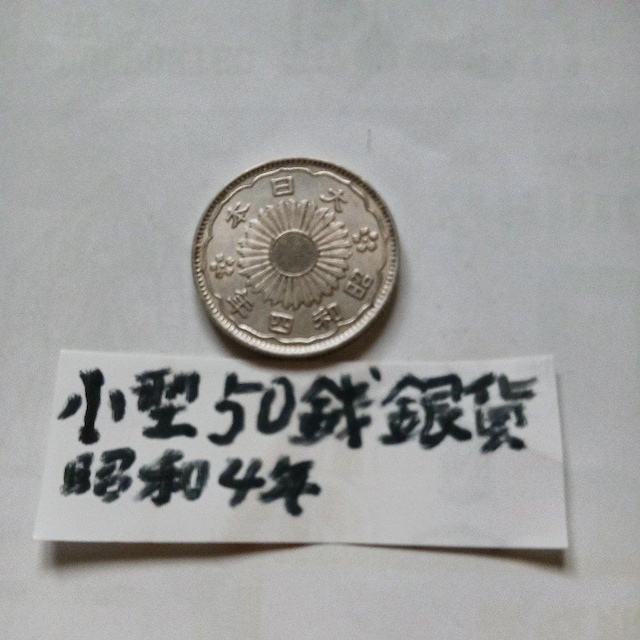 大日本
昭和四年
小型50銭銀貨
昭和4年